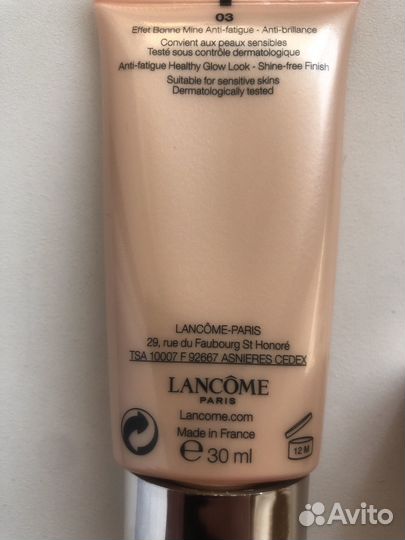 03
Effet Bonne Mine Anti-fatigue - Anti-brillance
Convient aux peaux sensibles
Testé sous contrôle dermatologique
Anti-fatigue Healthy Glow Look - Shine-free Finish
Suitable for sensitive skins
Dermatologically tested
LANCÔME-PARIS
29, rue du Faubourg St Honoré
TSA 10007 F 92667 ASNIERES CEDEX
LANCÔME
PARIS
Lancome.com
Made in France
e 30 ml
12 M
Avito